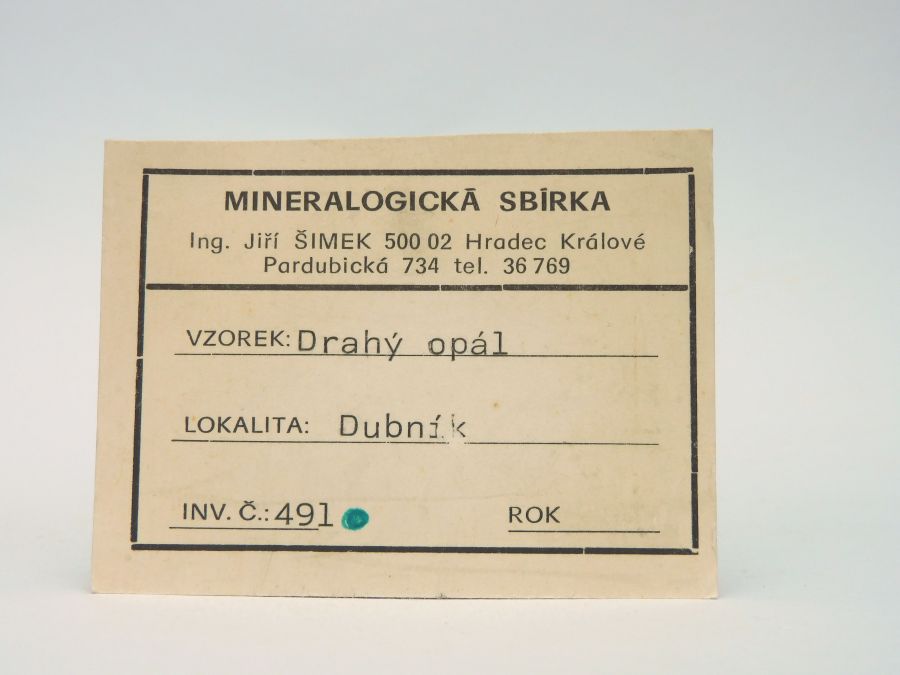 MINERALOGICKÁ SBÍRKA
Ing. Jiří ŠIMEK 500 02 Hradec Králové
Pardubická 734 tel. 36 769
VZOREK: Drahý opál
LOKALITA: Dubník
INV. Č.: 491 ROK